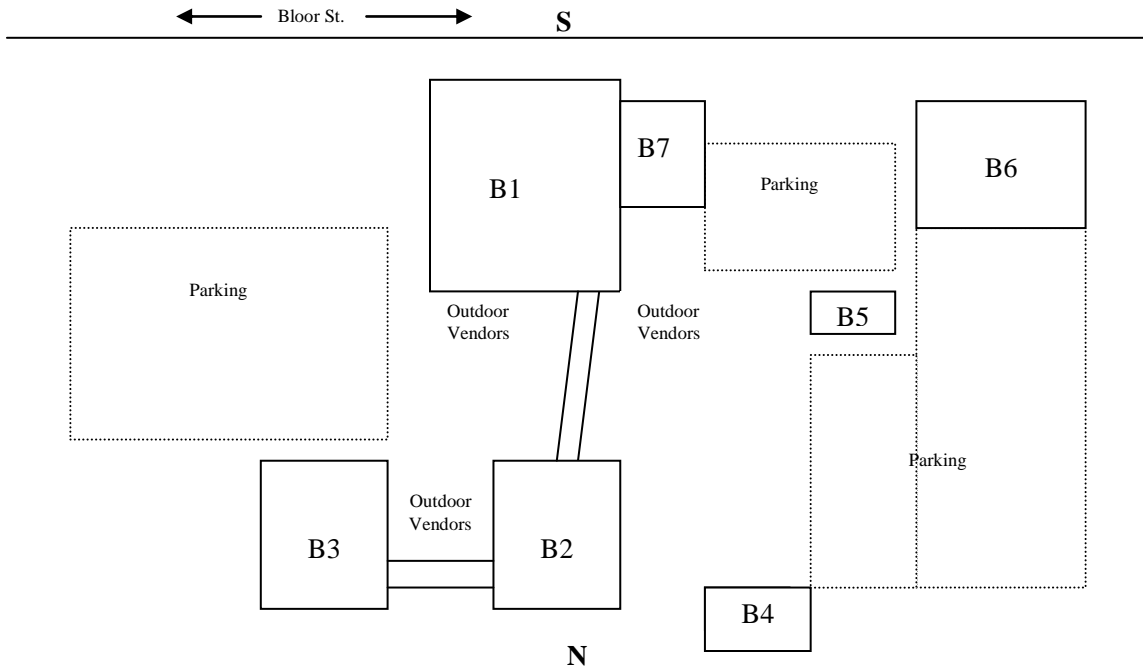 Bloor St.
S
B7
B1
Parking
B6
Parking
Outdoor
Vendors
Outdoor
Vendors
B5
Parking
Outdoor
Vendors
B3
B2
B4
N